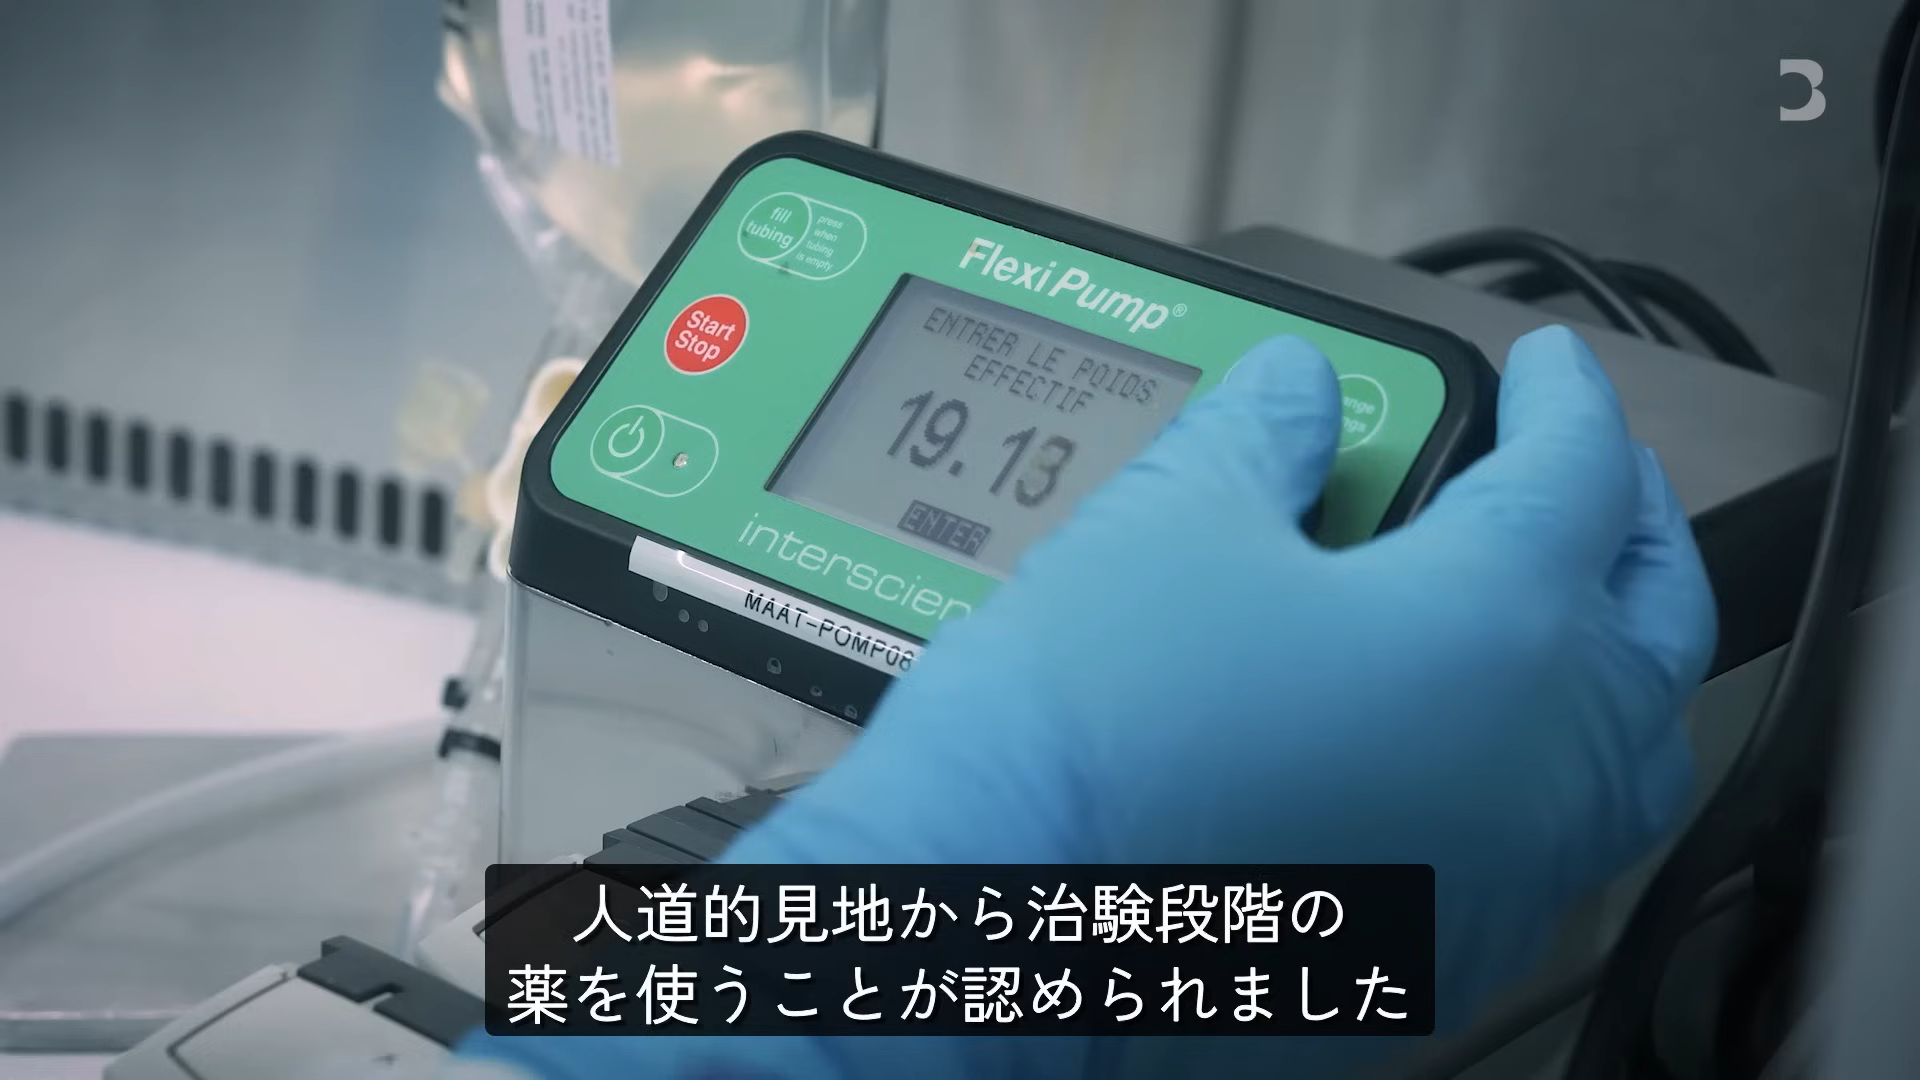 fill
tubing
press
when
tubing
is empty
FlexiPump®
Start
Stop
ENTRER LE POIDS
EFFECTIF
19.13
ENTER
MAAT-POMP08
人道的見地から治験段階の
薬を使うことが認められました